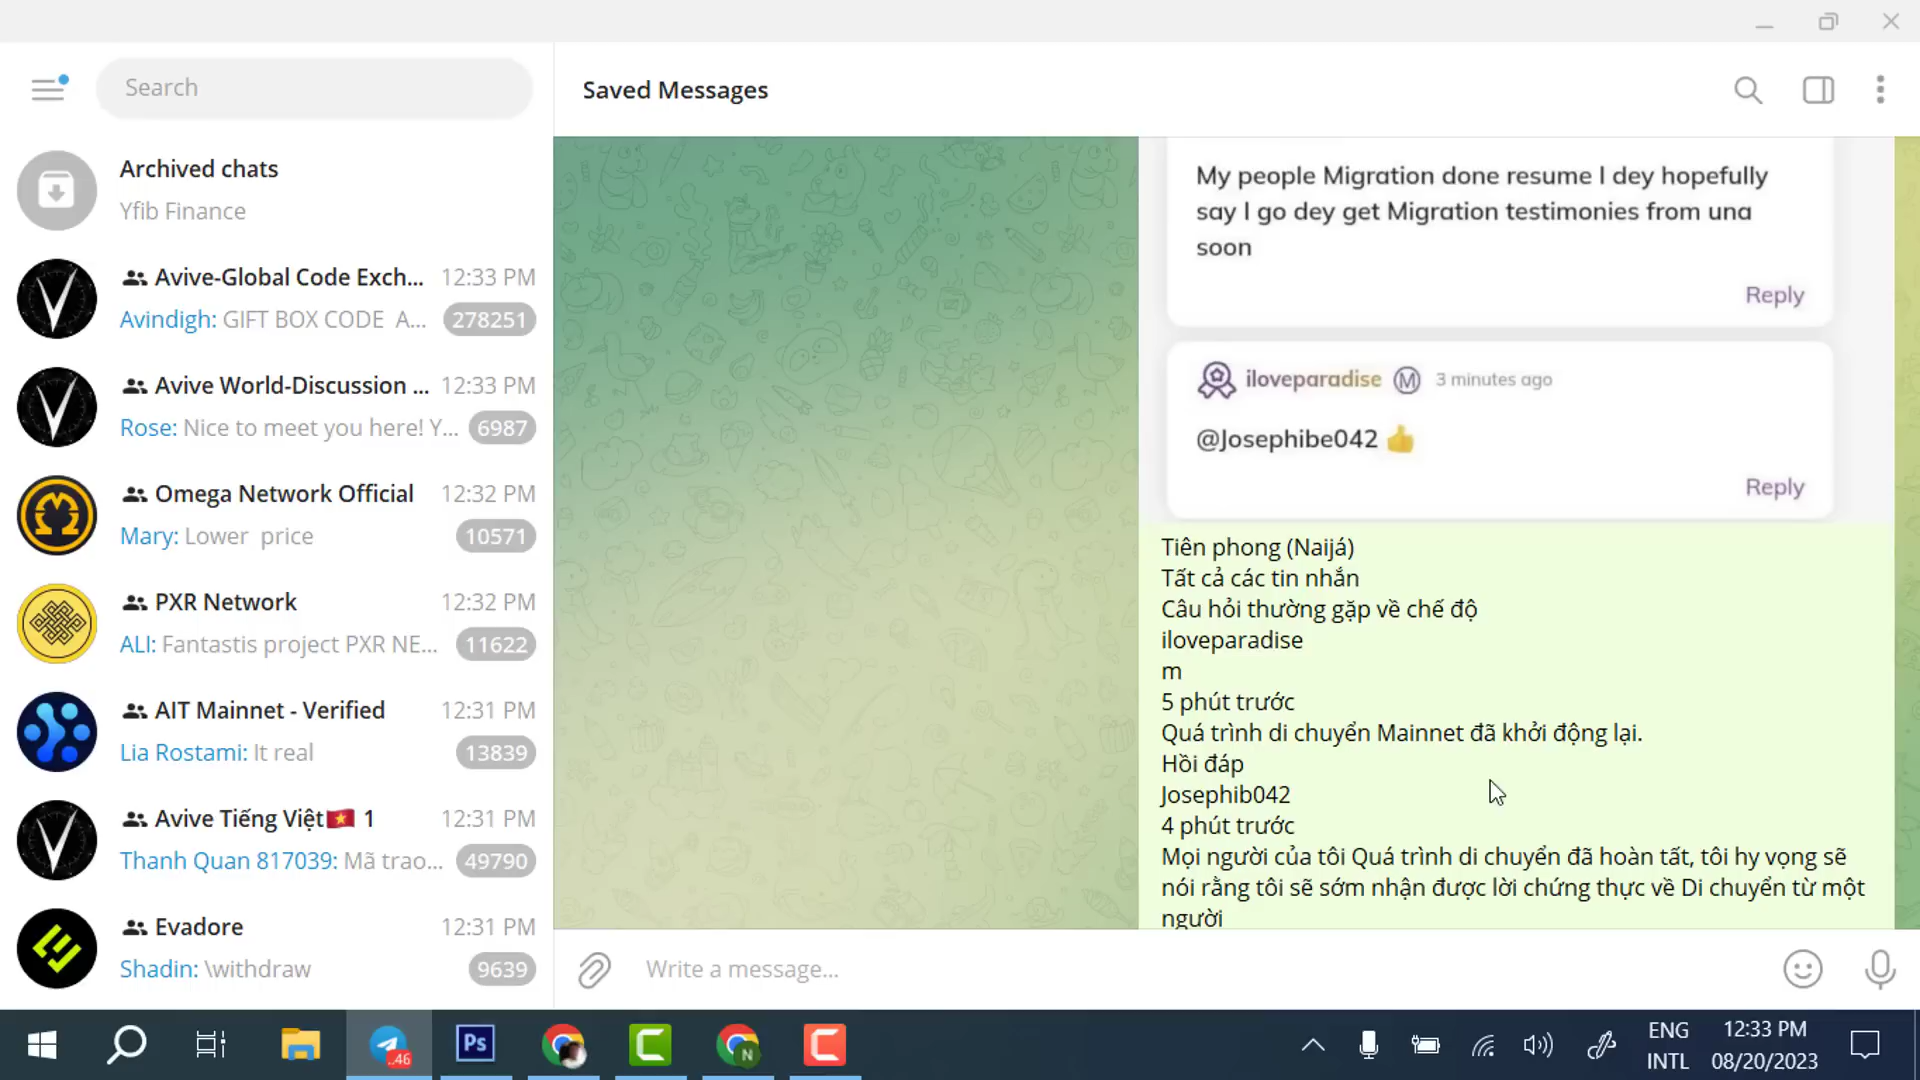 Search
Archived chats
Yfib Finance
Avive-Global Code Exch... 12:33 PM
Avindigh: GIFT BOX CODE A... 278251
Avive World-Discussion ... 12:33 PM
Rose: Nice to meet you here! Y... 6987
Omega Network Official 12:32 PM
Mary: Lower price 10571
PXR Network 12:32 PM
ALI: Fantastis project PXR NE... 11622
AIT Mainnet - Verified 12:31 PM
Lia Rostami: It real 13839
Avive Tiếng Việt🇻🇳 1 12:31 PM
Thanh Quan 817039: Mã trao... 49790
Evadore 12:31 PM
Shadin: \withdraw 9639
Saved Messages
My people Migration done resume I dey hopefully
say I go dey get Migration testimonies from una
soon
Reply
iloveparadise M 3 minutes ago
@Josephibe042 👍
Reply
Tiên phong (Naijá)
Tất cả các tin nhắn
Câu hỏi thường gặp về chế độ
iloveparadise
m
5 phút trước
Quá trình di chuyển Mainnet đã khởi động lại.
Hồi đáp
Josephib042
4 phút trước
Mọi người của tôi Quá trình di chuyển đã hoàn tất, tôi hy vọng sẽ
nói rằng tôi sẽ sớm nhận được lời chứng thực về Di chuyển từ một
người
Write a message...
..46
Ps
N
ENG
INTL
12:33 PM
08/20/2023